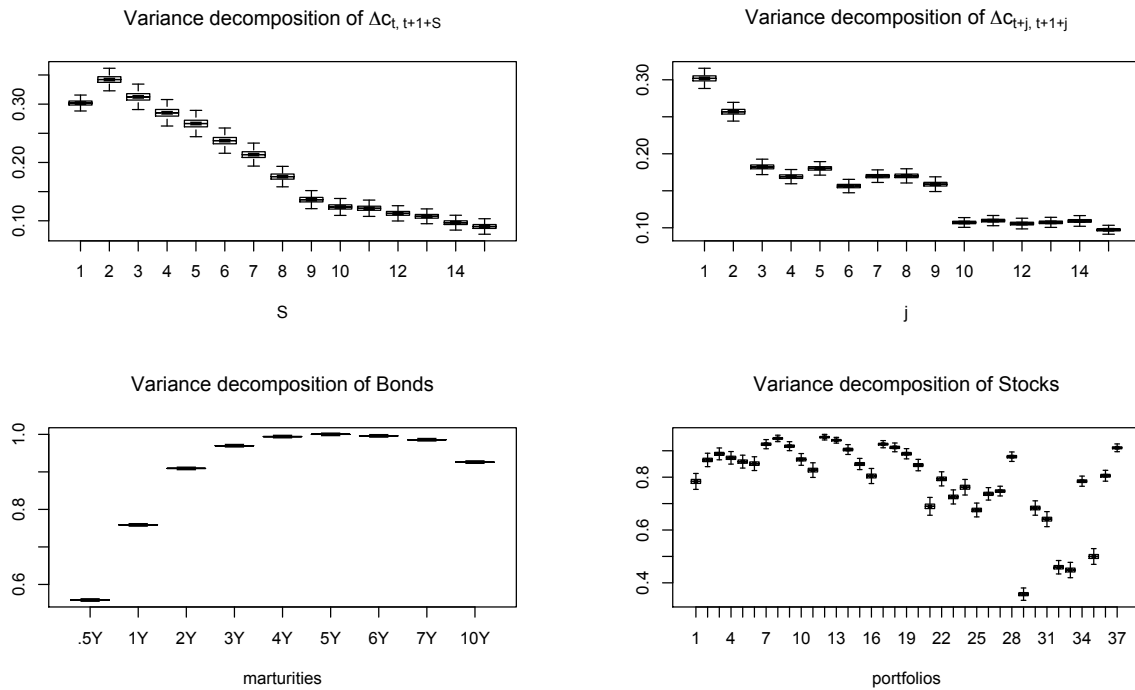 Variance decomposition of Δc_{t, t+1+S}
0.30
0.20
0.10
1 2 3 4 5 6 7 8 9 10 12 14
S
Variance decomposition of Δc_{t+j, t+1+j}
0.30
0.20
0.10
1 2 3 4 5 6 7 8 9 10 12 14
j
Variance decomposition of Bonds
1.0
0.8
0.6
.5Y 1Y 2Y 3Y 4Y 5Y 6Y 7Y 10Y
marturities
Variance decomposition of Stocks
0.8
0.6
0.4
1 4 7 10 13 16 19 22 25 28 31 34 37
portfolios